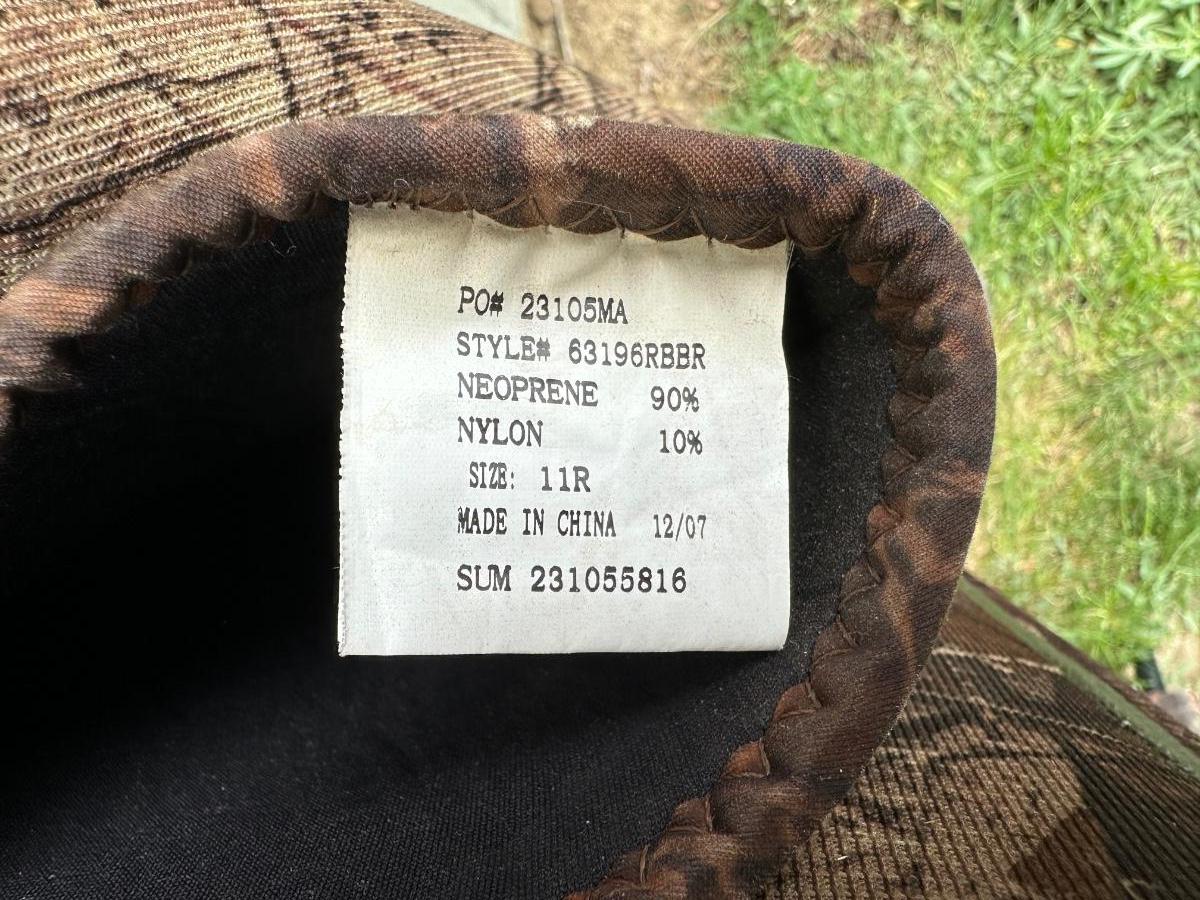 PO# 23105MA
STYLE# 63196RBBR
NEOPRENE 90%
NYLON 10%
SIZE: 11R
MADE IN CHINA 12/07
SUM 231055816